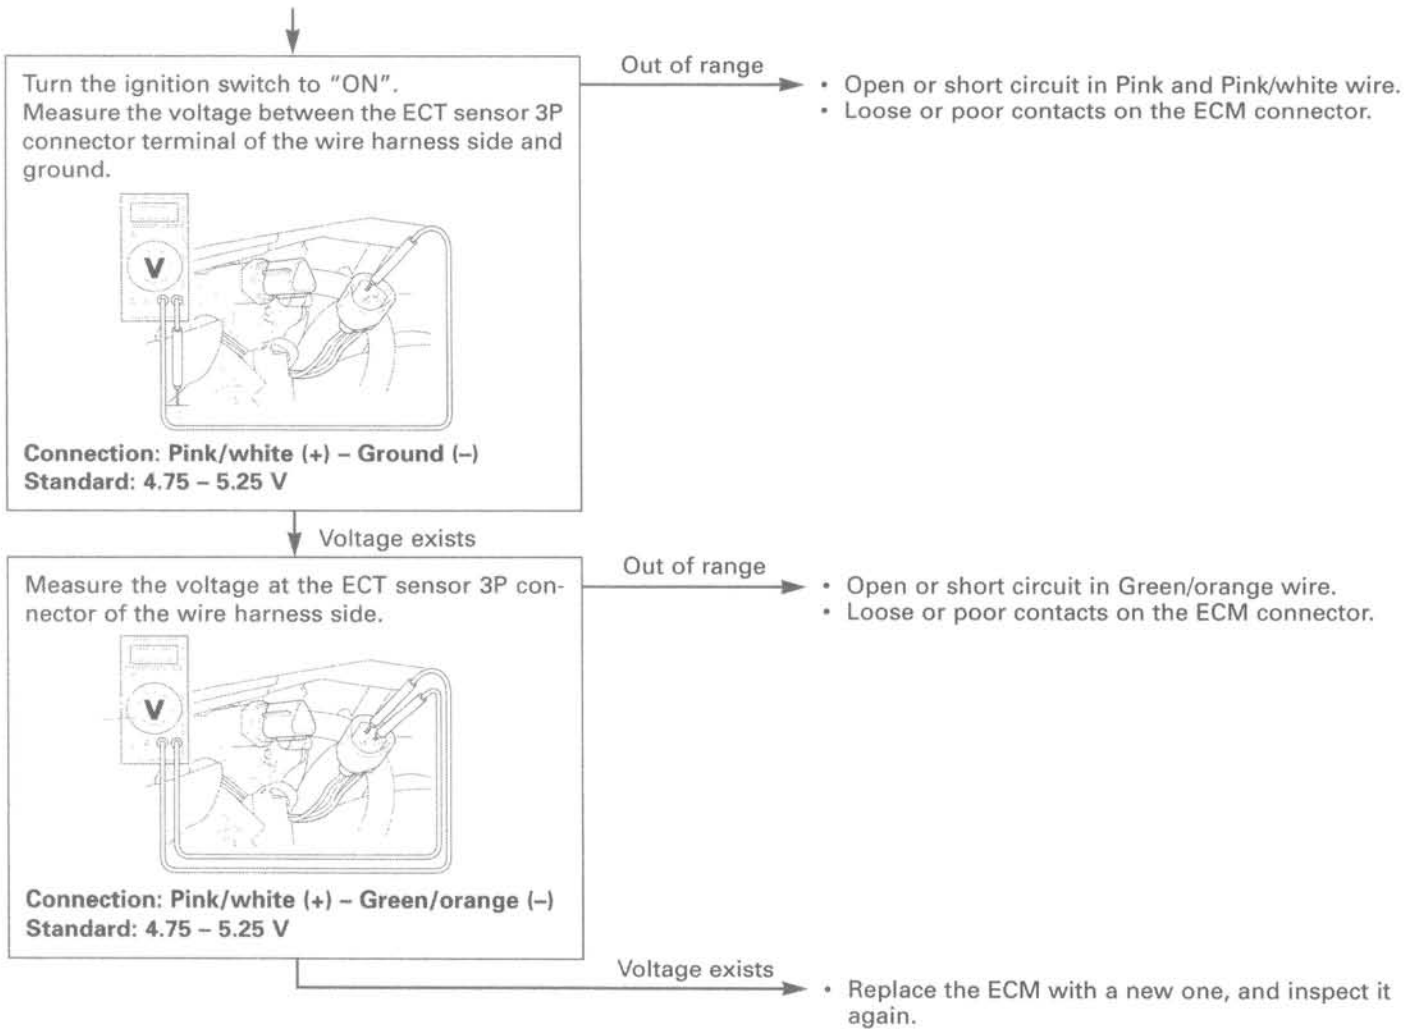 Turn the ignition switch to "ON".
Measure the voltage between the ECT sensor 3P
connector terminal of the wire harness side and
ground.
V
Connection: Pink/white (+) – Ground (–)
Standard: 4.75 – 5.25 V
Out of range
• Open or short circuit in Pink and Pink/white wire.
• Loose or poor contacts on the ECM connector.
Voltage exists
Measure the voltage at the ECT sensor 3P con-
nector of the wire harness side.
V
Connection: Pink/white (+) – Green/orange (–)
Standard: 4.75 – 5.25 V
Out of range
• Open or short circuit in Green/orange wire.
• Loose or poor contacts on the ECM connector.
Voltage exists
• Replace the ECM with a new one, and inspect it
again.